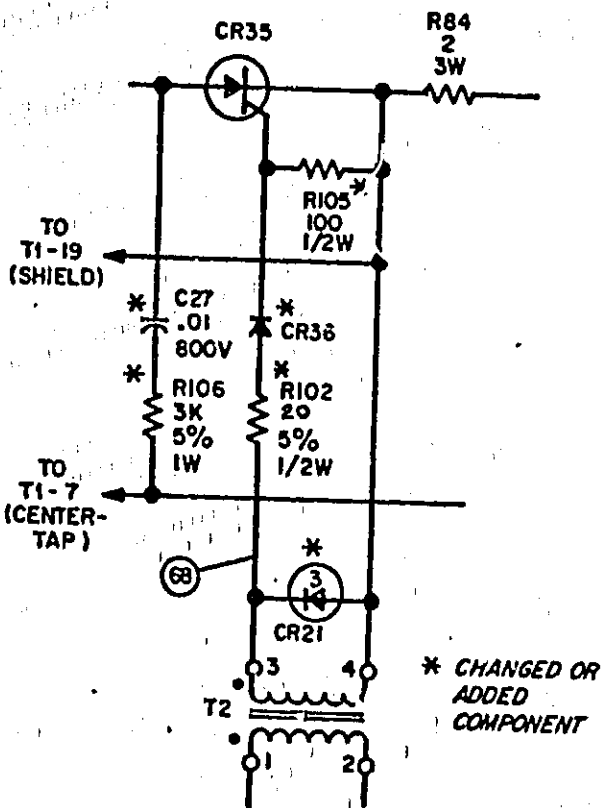 CR35
R84
2
3W
*
R105
100
1/2W
TO
T1-19
(SHIELD)
*
C27
.01
800V
*
CR36
*
R106
3K
5%
1W
*
R102
20
5%
1/2W
TO
T1-7
(CENTER-
TAP)
68
*
3
CR21
3
4
T2
1
2
* CHANGED OR
ADDED
COMPONENT